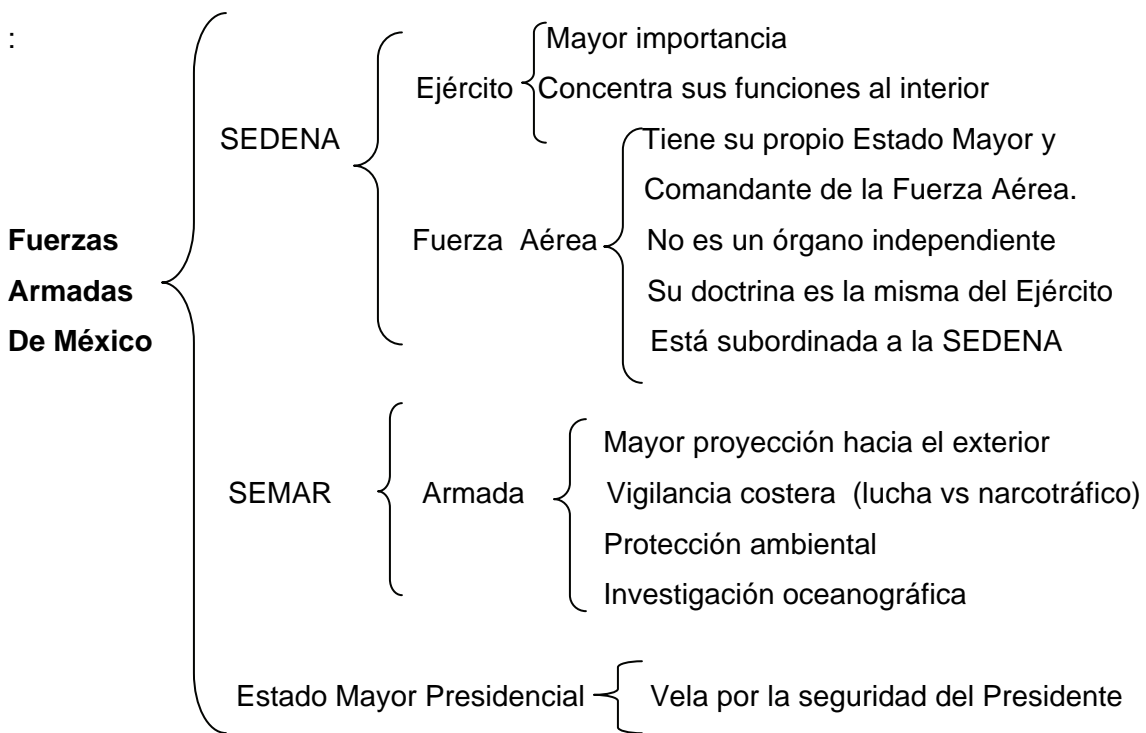 :
Fuerzas
Armadas
De México
SEDENA
Ejército
Mayor importancia
Concentra sus funciones al interior
Fuerza Aérea
Tiene su propio Estado Mayor y
Comandante de la Fuerza Aérea.
No es un órgano independiente
Su doctrina es la misma del Ejército
Está subordinada a la SEDENA
SEMAR
Armada
Mayor proyección hacia el exterior
Vigilancia costera (lucha vs narcotráfico)
Protección ambiental
Investigación oceanográfica
Estado Mayor Presidencial
Vela por la seguridad del Presidente